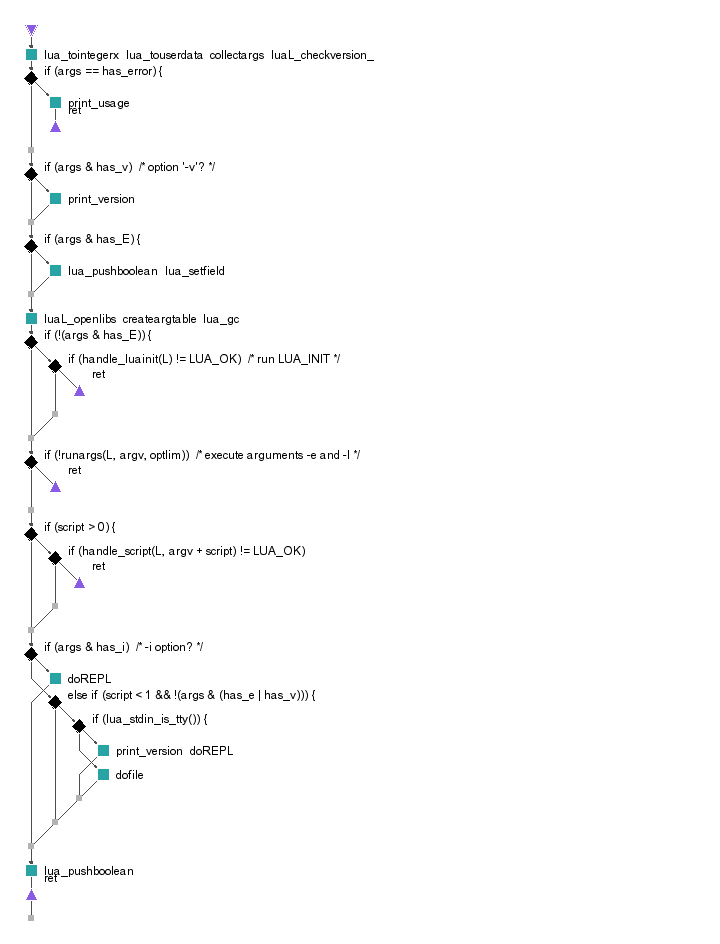 lua_tointegerx lua_touserdata collectargs luaL_checkversion_
if (args == has_error) {
print_usage
ret
if (args & has_v) /* option '-v'? */
print_version
if (args & has_E) {
lua_pushboolean lua_setfield
luaL_openlibs createargtable lua_gc
if (!(args & has_E)) {
if (handle_luainit(L) != LUA_OK) /* run LUA_INIT */
ret
if (!runargs(L, argv, optlim)) /* execute arguments -e and -l */
ret
if (script > 0) {
if (handle_script(L, argv + script) != LUA_OK)
ret
if (args & has_i) /* -i option? */
doREPL
else if (script < 1 && !(args & (has_e | has_v))) {
if (lua_stdin_is_tty()) {
print_version doREPL
dofile
lua_pushboolean
ret